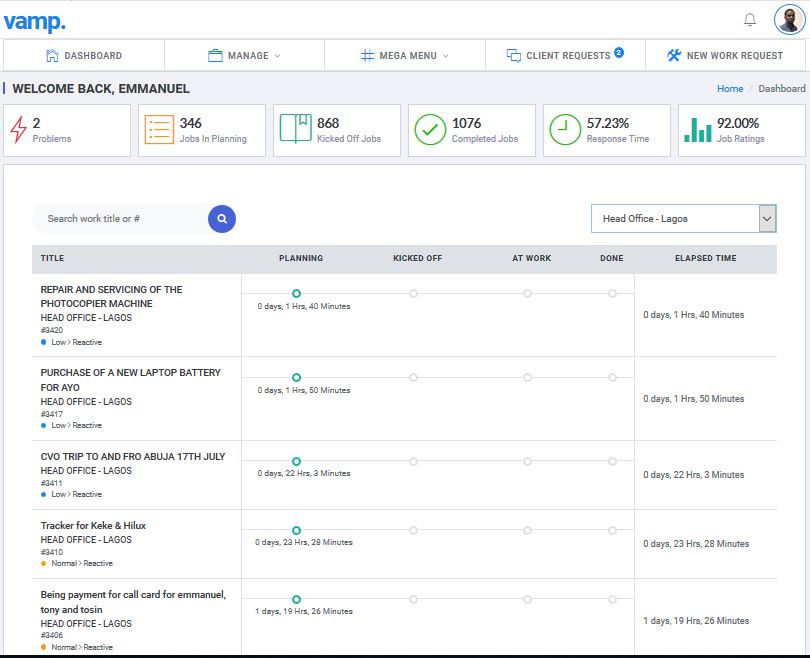 vamp.
DASHBOARD
MANAGE
MEGA MENU
CLIENT REQUESTS 2
NEW WORK REQUEST
WELCOME BACK, EMMANUEL
Home / Dashboard
2
Problems
346
Jobs In Planning
868
Kicked Off Jobs
1076
Completed Jobs
57.23%
Response Time
92.00%
Job Ratings
Search work title or #
Head Office - Lagos
TITLE PLANNING KICKED OFF AT WORK DONE ELAPSED TIME
REPAIR AND SERVICING OF THE
PHOTOCOPIER MACHINE
HEAD OFFICE - LAGOS
#3420
Low > Reactive
0 days, 1 Hrs, 40 Minutes
0 days, 1 Hrs, 40 Minutes
PURCHASE OF A NEW LAPTOP BATTERY
FOR AYO
HEAD OFFICE - LAGOS
#3417
Low > Reactive
0 days, 1 Hrs, 50 Minutes
0 days, 1 Hrs, 50 Minutes
CVO TRIP TO AND FRO ABUJA 17TH JULY
HEAD OFFICE - LAGOS
#3411
Low > Reactive
0 days, 22 Hrs, 3 Minutes
0 days, 22 Hrs, 3 Minutes
Tracker for Keke & Hilux
HEAD OFFICE - LAGOS
#3410
Normal > Reactive
0 days, 23 Hrs, 28 Minutes
0 days, 23 Hrs, 28 Minutes
Being payment for call card for emmanuel,
tony and tosin
HEAD OFFICE - LAGOS
#3406
Normal > Reactive
1 days, 19 Hrs, 26 Minutes
1 days, 19 Hrs, 26 Minutes